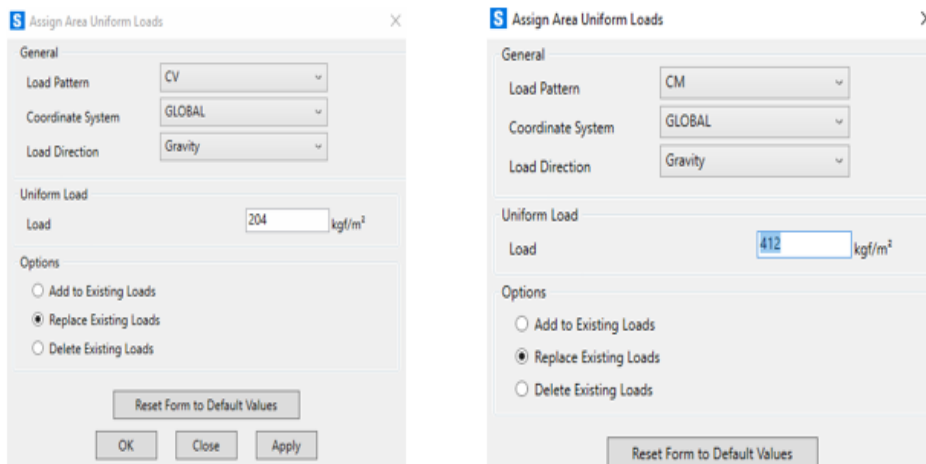 S Assign Area Uniform Loads
General
Load Pattern CV
Coordinate System GLOBAL
Load Direction Gravity
Uniform Load
Load 204 kgf/m²
Options
Add to Existing Loads
Replace Existing Loads
Delete Existing Loads
Reset Form to Default Values
OK Close Apply
S Assign Area Uniform Loads
General
Load Pattern CM
Coordinate System GLOBAL
Load Direction Gravity
Uniform Load
Load 412 kgf/m²
Options
Add to Existing Loads
Replace Existing Loads
Delete Existing Loads
Reset Form to Default Values